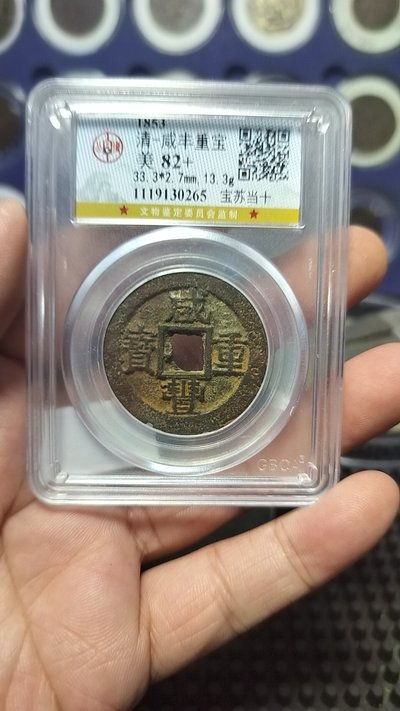 1853
清-咸丰重宝
美 82+
33.3*2.7mm,13.3g
1119130265 宝苏当十
★ 文物鉴定委员会监制 ★
咸
寶 重
豐